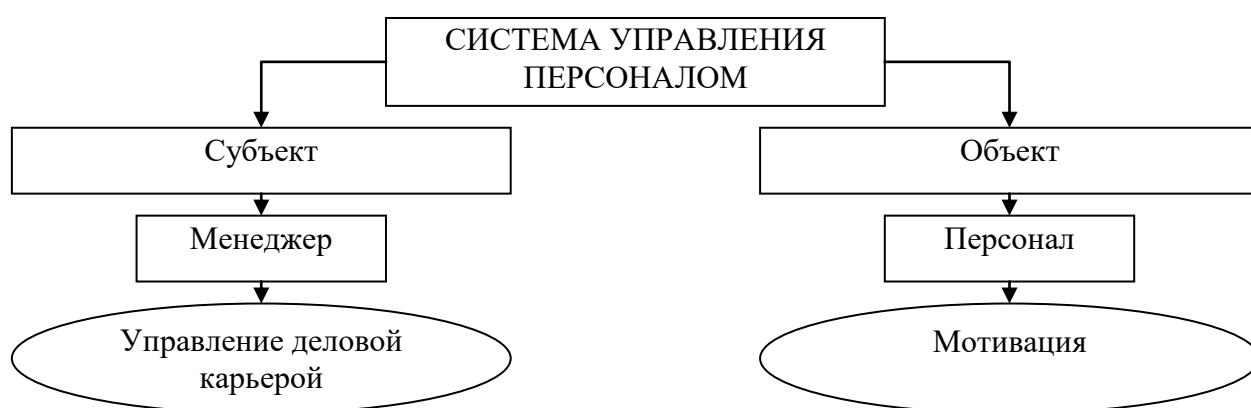 СИСТЕМА УПРАВЛЕНИЯ
ПЕРСОНАЛОМ
Субъект
Объект
Менеджер
Персонал
Управление деловой
карьерой
Мотивация